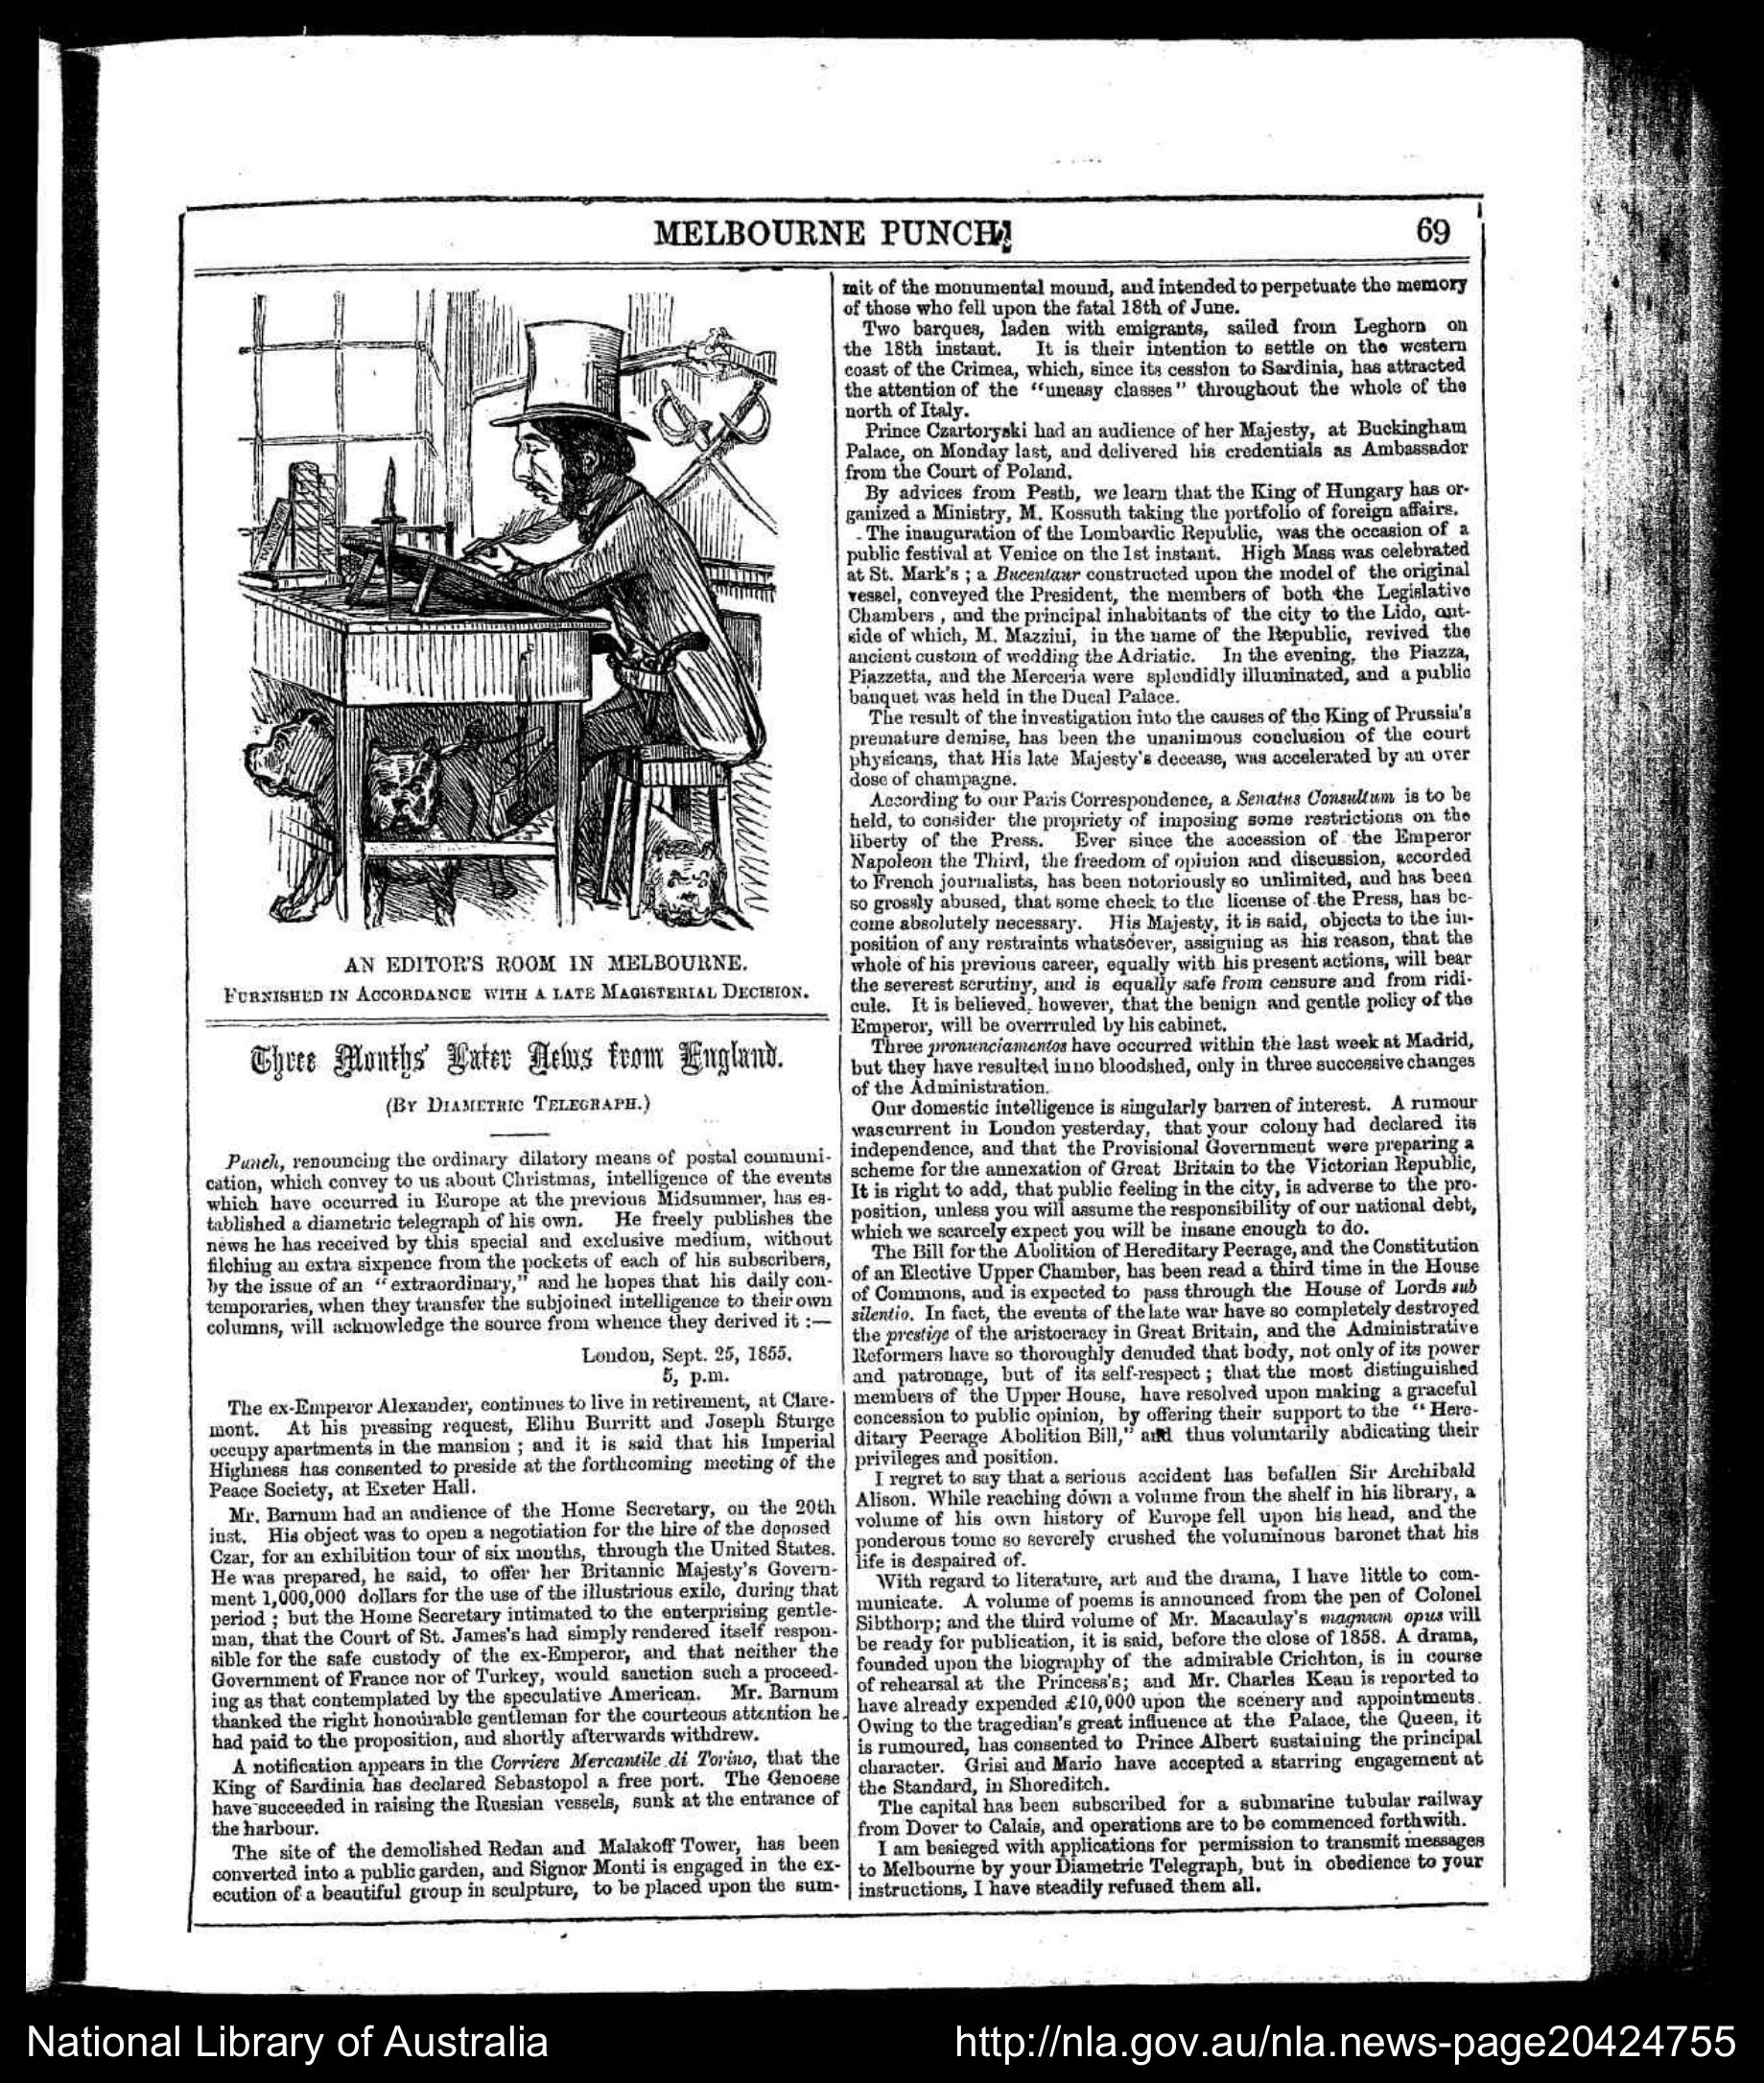 MELBOURNE PUNCH.
69
AN EDITOR'S ROOM IN MELBOURNE.
FURNISHED IN ACCORDANCE WITH A LATE MAGISTERIAL DECISION.
Three Months' Later News from England.
(BY DIAMETRIC TELEGRAPH.)
Punch, renouncing the ordinary dilatory means of postal communi-
cation, which convey to us about Christmas, intelligence of the events
which have occurred in Europe at the previous Midsummer, has es-
tablished a diametric telegraph of his own. He freely publishes the
news he has received by this special and exclusive medium, without
filching an extra sixpence from the pockets of each of his subscribers,
by the issue of an "extraordinary," and he hopes that his daily con-
temporaries, when they transfer the subjoined intelligence to their own
columns, will acknowledge the source from whence they derived it :—
London, Sept. 25, 1855.
5, p.m.
The ex-Emperor Alexander, continues to live in retirement, at Clare-
mont. At his pressing request, Elihu Burritt and Joseph Sturge
occupy apartments in the mansion ; and it is said that his Imperial
Highness has consented to preside at the forthcoming meeting of the
Peace Society, at Exeter Hall.
Mr. Barnum had an audience of the Home Secretary, on the 20th
inst. His object was to open a negotiation for the hire of the deposed
Czar, for an exhibition tour of six months, through the United States.
He was prepared, he said, to offer her Britannic Majesty's Govern-
ment 1,000,000 dollars for the use of the illustrious exile, during that
period ; but the Home Secretary intimated to the enterprising gentle-
man, that the Court of St. James's had simply rendered itself respon-
sible for the safe custody of the ex-Emperor, and that neither the
Government of France nor of Turkey, would sanction such a proceed-
ing as that contemplated by the speculative American. Mr. Barnum
thanked the right honourable gentleman for the courteous attention he
had paid to the proposition, and shortly afterwards withdrew.
A notification appears in the Corriere Mercantile di Torino, that the
King of Sardinia has declared Sebastopol a free port. The Genoese
have succeeded in raising the Russian vessels, sunk at the entrance of
the harbour.
The site of the demolished Redan and Malakoff Tower, has been
converted into a public garden, and Signor Monti is engaged in the ex-
ecution of a beautiful group in sculpture, to be placed upon the sum-
mit of the monumental mound, and intended to perpetuate the memory
of those who fell upon the fatal 18th of June.
Two barques, laden with emigrants, sailed from Leghorn on
the 18th instant. It is their intention to settle on the western
coast of the Crimea, which, since its cession to Sardinia, has attracted
the attention of the "uneasy classes" throughout the whole of the
north of Italy.
Prince Czartoryski had an audience of her Majesty, at Buckingham
Palace, on Monday last, and delivered his credentials as Ambassador
from the Court of Poland.
By advices from Pesth, we learn that the King of Hungary has or-
ganized a Ministry, M. Kossuth taking the portfolio of foreign affairs.
The inauguration of the Lombardic Republic, was the occasion of a
public festival at Venice on the 1st instant. High Mass was celebrated
at St. Mark's ; a Bucentaur constructed upon the model of the original
vessel, conveyed the President, the members of both the Legislative
Chambers , and the principal inhabitants of the city to the Lido, out-
side of which, M. Mazzini, in the name of the Republic, revived the
ancient custom of wedding the Adriatic. In the evening, the Piazza,
Piazzetta, and the Merceria were splendidly illuminated, and a public
banquet was held in the Ducal Palace.
The result of the investigation into the causes of the King of Prussia's
premature demise, has been the unanimous conclusion of the court
physicans, that His late Majesty's decease, was accelerated by an over
dose of champagne.
According to our Paris Correspondence, a Senatus Consultum is to be
held, to consider the propriety of imposing some restrictions on the
liberty of the Press. Ever since the accession of the Emperor
Napoleon the Third, the freedom of opinion and discussion, accorded
to French journalists, has been notoriously so unlimited, and has been
so grossly abused, that some check to the license of the Press, has be-
come absolutely necessary. His Majesty, it is said, objects to the im-
position of any restraints whatsoever, assigning as his reason, that the
whole of his previous career, equally with his present actions, will bear
the severest scrutiny, and is equally safe from censure and from ridi-
cule. It is believed, however, that the benign and gentle policy of the
Emperor, will be overrruled by his cabinet.
Three pronunciamentos have occurred within the last week at Madrid,
but they have resulted in no bloodshed, only in three successive changes
of the Administration.
Our domestic intelligence is singularly barren of interest. A rumour
was current in London yesterday, that your colony had declared its
independence, and that the Provisional Government were preparing a
scheme for the annexation of Great Britain to the Victorian Republic,
It is right to add, that public feeling in the city, is adverse to the pro-
position, unless you will assume the responsibility of our national debt,
which we scarcely expect you will be insane enough to do.
The Bill for the Abolition of Hereditary Peerage, and the Constitution
of an Elective Upper Chamber, has been read a third time in the House
of Commons, and is expected to pass through the House of Lords sub
silentio. In fact, the events of the late war have so completely destroyed
the prestige of the aristocracy in Great Britain, and the Administrative
Reformers have so thoroughly denuded that body, not only of its power
and patronage, but of its self-respect ; that the most distinguished
members of the Upper House, have resolved upon making a graceful
concession to public opinion, by offering their support to the "Here-
ditary Peerage Abolition Bill," and thus voluntarily abdicating their
privileges and position.
I regret to say that a serious accident has befallen Sir Archibald
Alison. While reaching down a volume from the shelf in his library, a
volume of his own history of Europe fell upon his head, and the
ponderous tome so severely crushed the voluminous baronet that his
life is despaired of.
With regard to literature, art and the drama, I have little to com-
municate. A volume of poems is announced from the pen of Colonel
Sibthorp; and the third volume of Mr. Macaulay's magnum opus will
be ready for publication, it is said, before the close of 1858. A drama,
founded upon the biography of the admirable Crichton, is in course
of rehearsal at the Princess's; and Mr. Charles Kean is reported to
have already expended £10,000 upon the scenery and appointments.
Owing to the tragedian's great influence at the Palace, the Queen, it
is rumoured, has consented to Prince Albert sustaining the principal
character. Grisi and Mario have accepted a starring engagement at
the Standard, in Shoreditch.
The capital has been subscribed for a submarine tubular railway
from Dover to Calais, and operations are to be commenced forthwith.
I am besieged with applications for permission to transmit messages
to Melbourne by your Diametric Telegraph, but in obedience to your
instructions, I have steadily refused them all.
National Library of Australia
http://nla.gov.au/nla.news-page20424755